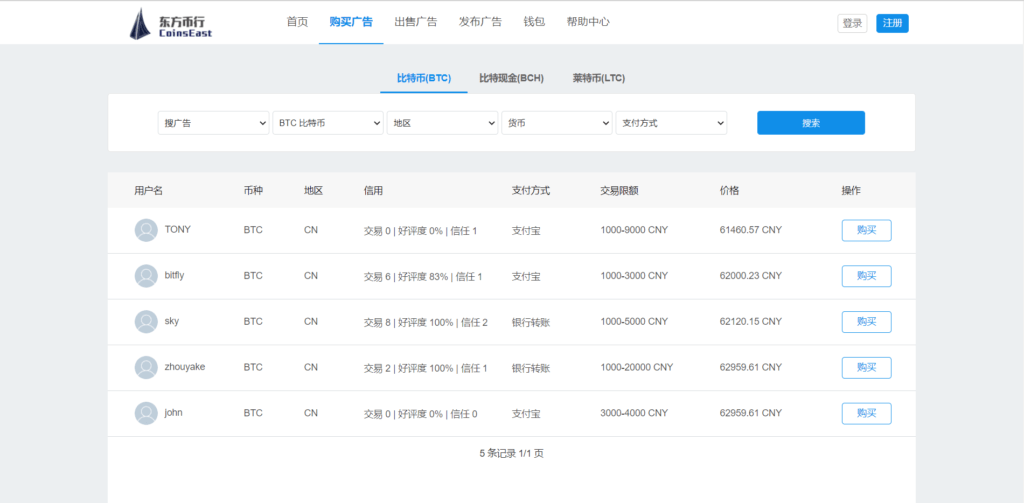 东方币行 CoinsEast 首页 购买广告 出售广告 发布广告 钱包 帮助中心 登录 注册
比特币(BTC) 比特现金(BCH) 莱特币(LTC)
搜广告 BTC 比特币 地区 货币 支付方式 搜索
用户名 币种 地区 信用 支付方式 交易限额 价格 操作
TONY BTC CN 交易 0 | 好评度 0% | 信任 1 支付宝 1000-9000 CNY 61460.57 CNY 购买
bitfly BTC CN 交易 6 | 好评度 83% | 信任 1 支付宝 1000-3000 CNY 62000.23 CNY 购买
sky BTC CN 交易 8 | 好评度 100% | 信任 2 银行转账 1000-5000 CNY 62120.15 CNY 购买
zhouyake BTC CN 交易 2 | 好评度 100% | 信任 1 银行转账 1000-20000 CNY 62959.61 CNY 购买
john BTC CN 交易 0 | 好评度 0% | 信任 0 支付宝 3000-4000 CNY 62959.61 CNY 购买
5 条记录 1/1 页